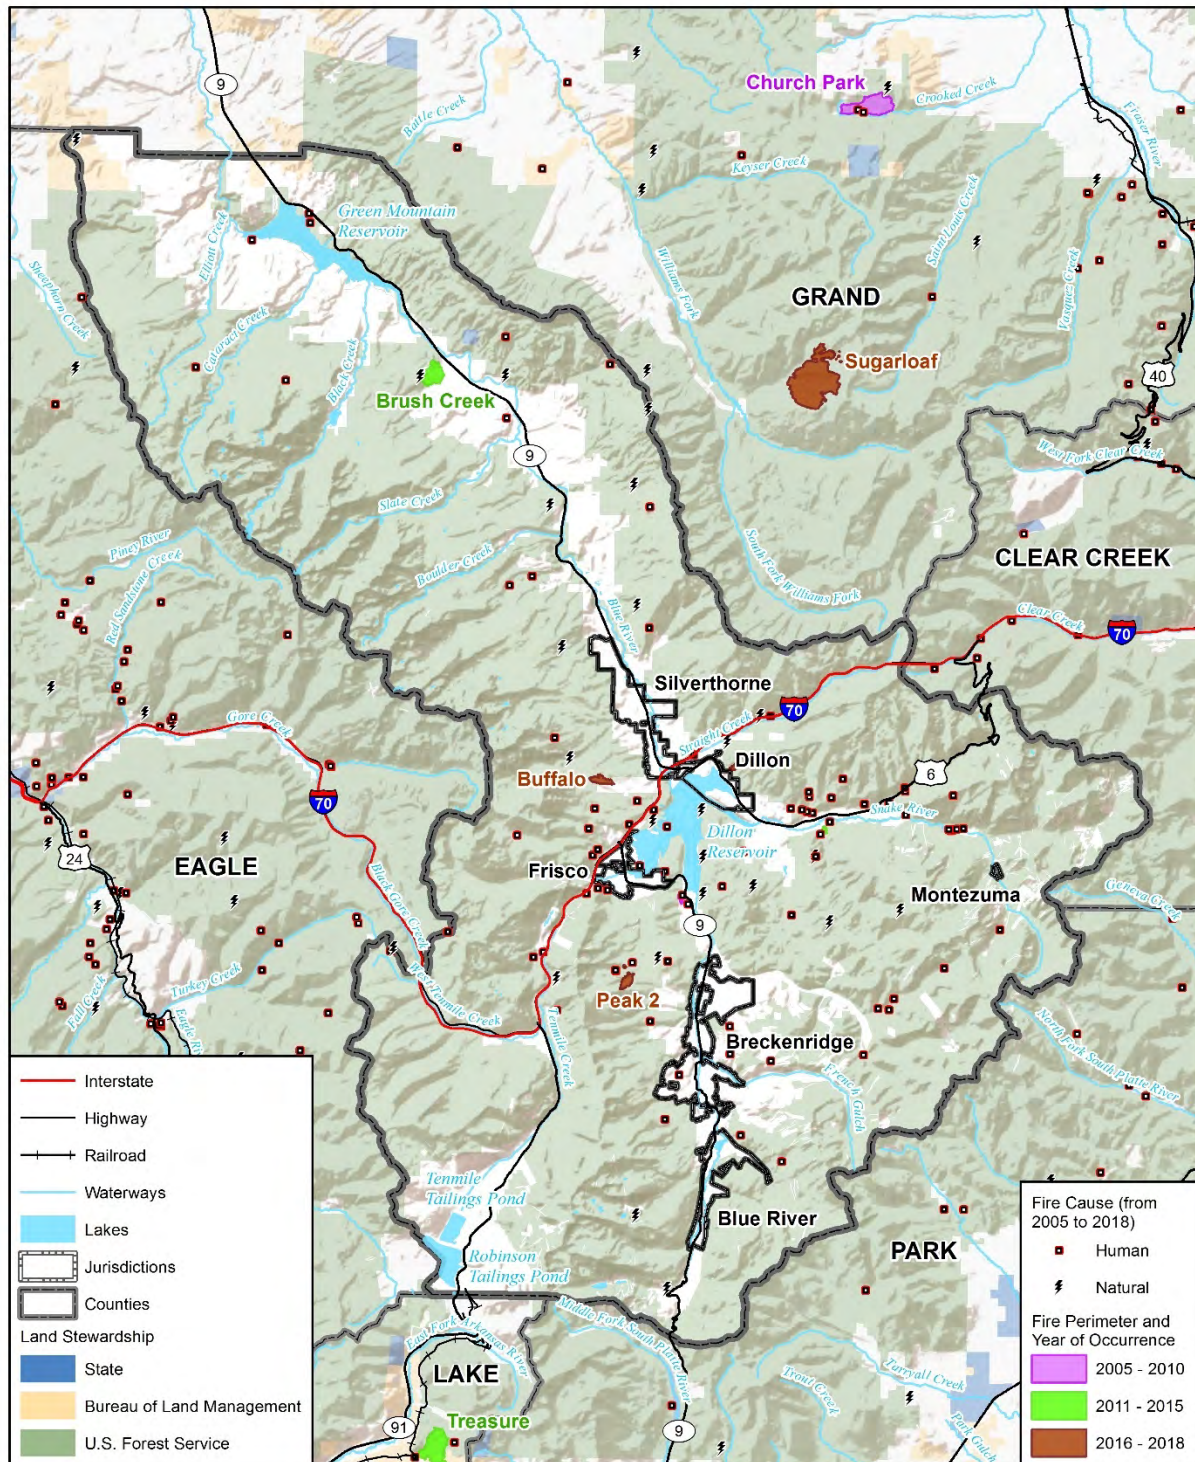 9
Battle Creek
Church Park
Crooked Creek
Fraser River
Keyser Creek
Green Mountain
Reservoir
Elliott Creek
Sheephorn Creek
Williams Fork
Saint Louis Creek
Vasquez Creek
GRAND
Cataract Creek
Black Creek
Sugarloaf
40
Brush Creek
9
West Fork Clear Creek
Slate Creek
Piney River
Red Sandstone Creek
Boulder Creek
South Fork Williams Fork
CLEAR CREEK
Blue River
Clear Creek
70
Silverthorne
70
Gore Creek
Straight Creek
Dillon
Buffalo
6
70
Snake River
Dillon
Reservoir
24
EAGLE
Frisco
Montezuma
Black Gore Creek
Geneva Creek
9
Turkey Creek
Fall Creek
West Tenmile Creek
Peak 2
Eagle Riv
Tenmile Creek
North Fork South Platte River
Breckenridge
French Gulch
Tenmile
Tailings Pond
Blue River
PARK
Robinson
Tailings Pond
Middle Fork South Platte River
East Fork Arkansas River
LAKE
Trout Creek
Tarryall Creek
Treasure
Park Gulch
91
9
Interstate
Highway
Railroad
Waterways
Lakes
Jurisdictions
Counties
Land Stewardship
State
Bureau of Land Management
U.S. Forest Service
Fire Cause (from
2005 to 2018)
Human
Natural
Fire Perimeter and
Year of Occurrence
2005 - 2010
2011 - 2015
2016 - 2018